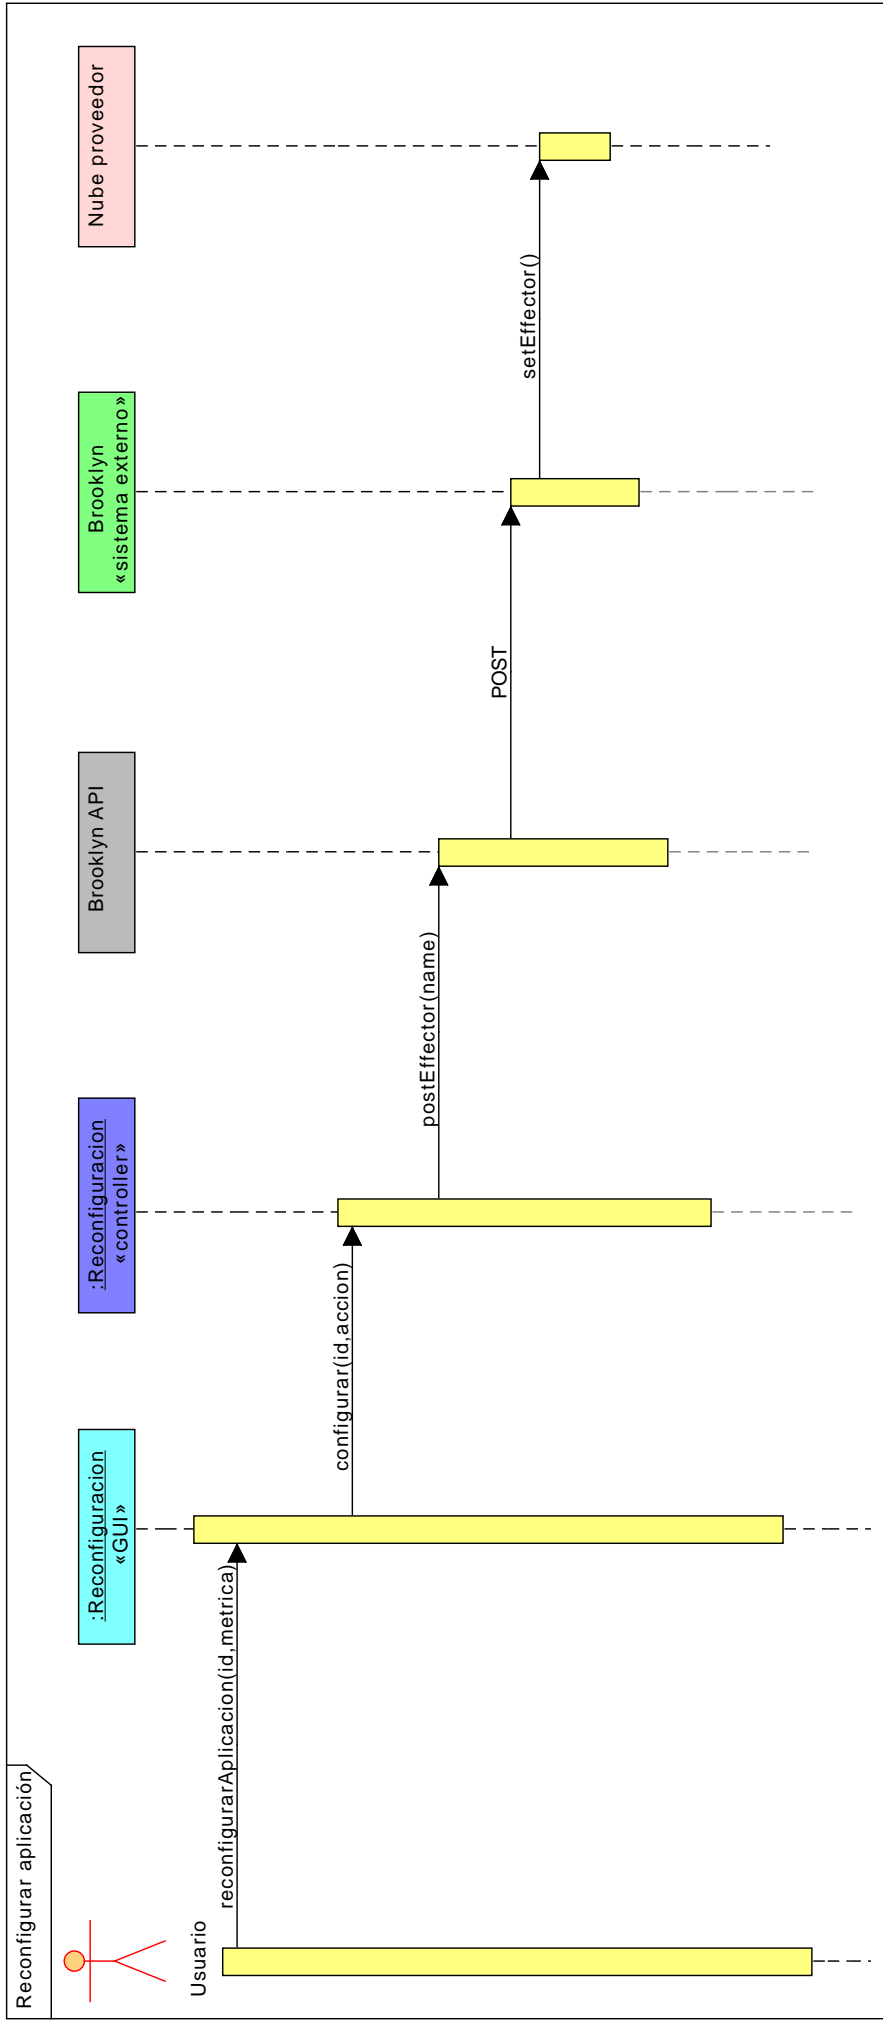 Reconfigurar aplicación
Usuario
:Reconfiguracion
«GUI»
:Reconfiguracion
«controller»
Brooklyn API
Brooklyn
«sistema externo»
Nube proveedor
reconfigurarAplicacion(id,metrica)
configurar(id,accion)
postEffector(name)
POST
setEffector()